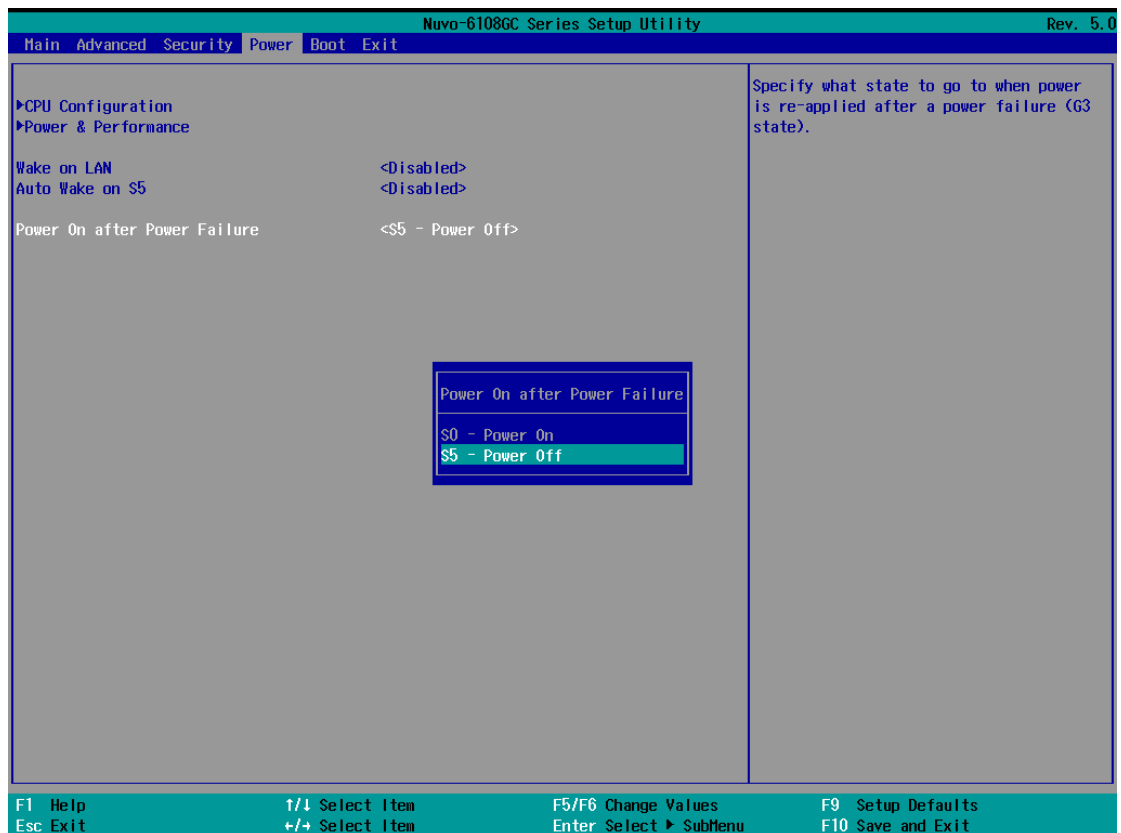 Nuvo-6108GC Series Setup Utility Rev. 5.0
Main Advanced Security Power Boot Exit
▶CPU Configuration
▶Power & Performance
Wake on LAN <Disabled>
Auto Wake on S5 <Disabled>
Power On after Power Failure <S5 - Power Off>
Specify what state to go to when power
is re-applied after a power failure (G3
state).
Power On after Power Failure
S0 - Power On
S5 - Power Off
F1 Help ↑/↓ Select Item F5/F6 Change Values F9 Setup Defaults
Esc Exit ←/→ Select Item Enter Select ▶ SubMenu F10 Save and Exit